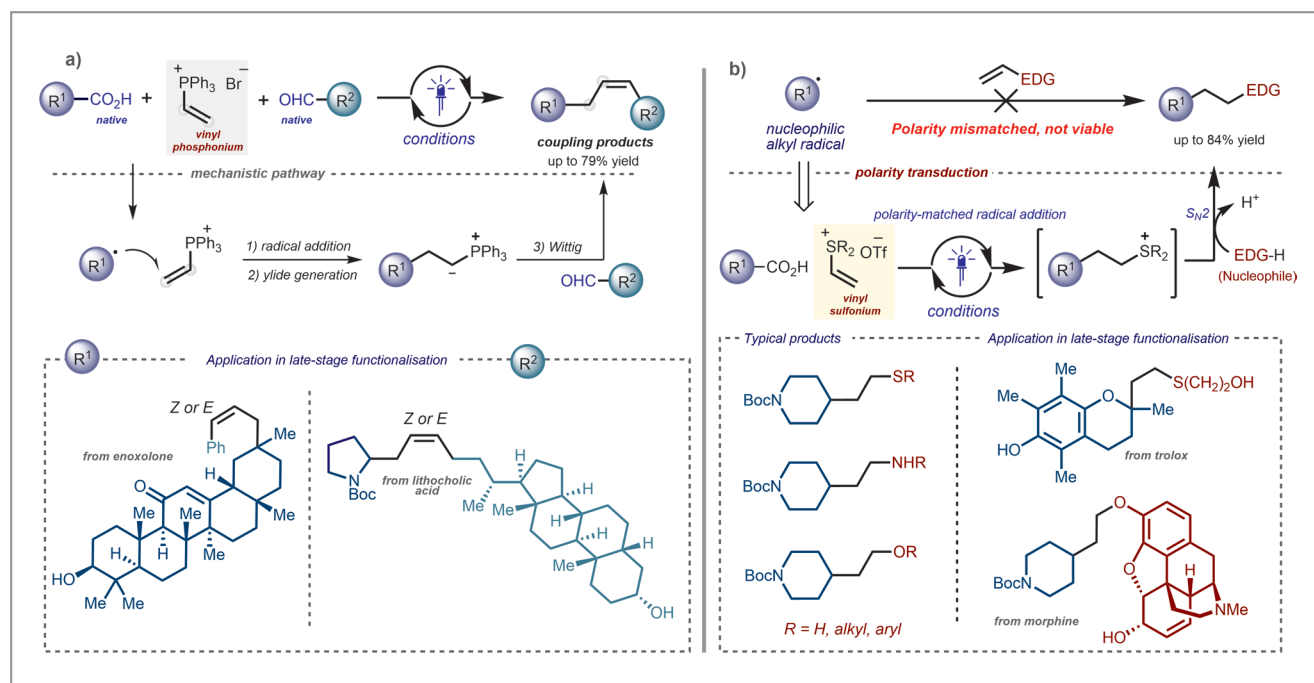 a)
R¹
CO₂H
native
+
+
PPh₃
Br
−
vinyl
phosphonium
+
OHC
R²
native
conditions
R¹
R²
coupling products
up to 79% yield
mechanistic pathway
R¹
•
+
PPh₃
1) radical addition
2) ylide generation
R¹
+
PPh₃
−
3) Wittig
OHC
R²
R¹
Application in late-stage functionalisation
R²
Z or E
Ph
Me
from enoxolone
O
H
Me
Me
Me
H
Me
H
HO
Me
Me
Z or E
N
Boc
from lithocholic
acid
Me
H
Me
H
H
H
Me
H
OH
b)
R¹
•
nucleophilic
alkyl radical
EDG
Polarity mismatched, not viable
R¹
EDG
up to 84% yield
polarity transduction
polarity-matched radical addition
R¹
CO₂H
+
SR₂
−
OTf
vinyl
sulfonium
conditions
R¹
+
SR₂
SN2
H⁺
EDG-H
(Nucleophile)
Typical products
BocN
SR
BocN
NHR
BocN
OR
R = H, alkyl, aryl
Application in late-stage functionalisation
Me
Me
O
S(CH₂)₂OH
Me
HO
Me
from trolox
BocN
O
O
H
NMe
HO
from morphine